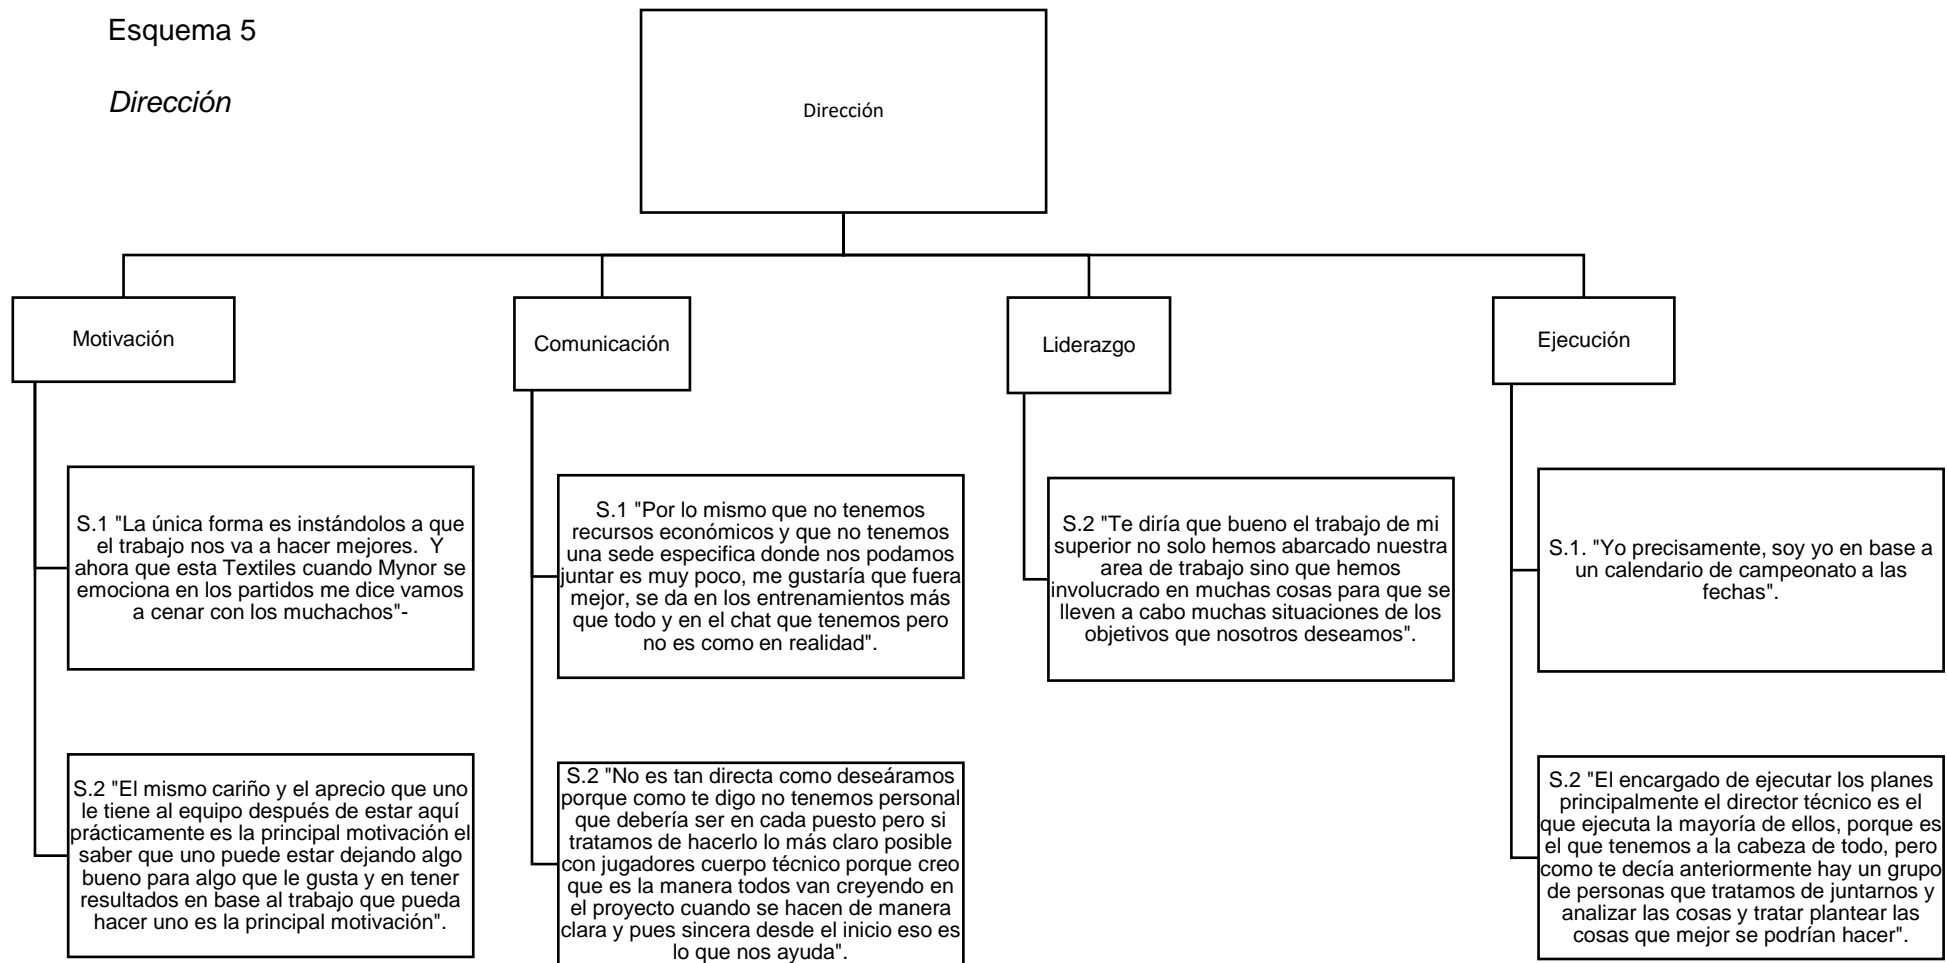 Esquema 5
Dirección
Dirección
Motivación
S.1 "La única forma es instándolos a que
el trabajo nos va a hacer mejores.  Y
ahora que esta Textiles cuando Mynor se
emociona en los partidos me dice vamos
a cenar con los muchachos"-
S.2 "El mismo cariño y el aprecio que uno
le tiene al equipo después de estar aquí
prácticamente es la principal motivación el
saber que uno puede estar dejando algo
bueno para algo que le gusta y en tener
resultados en base al trabajo que pueda
hacer uno es la principal motivación".
Comunicación
S.1 "Por lo mismo que no tenemos
recursos económicos y que no tenemos
una sede especifica donde nos podamos
juntar es muy poco, me gustaría que fuera
mejor, se da en los entrenamientos más
que todo y en el chat que tenemos pero
no es como en realidad".
S.2 "No es tan directa como deseáramos
porque como te digo no tenemos personal
que debería ser en cada puesto pero si
tratamos de hacerlo lo más claro posible
con jugadores cuerpo técnico porque creo
que es la manera todos van creyendo en
el proyecto cuando se hacen de manera
clara y pues sincera desde el inicio eso es
lo que nos ayuda".
Liderazgo
S.2 "Te diría que bueno el trabajo de mi
superior no solo hemos abarcado nuestra
area de trabajo sino que hemos
involucrado en muchas cosas para que se
lleven a cabo muchas situaciones de los
objetivos que nosotros deseamos".
Ejecución
S.1. "Yo precisamente, soy yo en base a
un calendario de campeonato a las
fechas".
S.2 "El encargado de ejecutar los planes
principalmente el director técnico es el
que ejecuta la mayoría de ellos, porque es
el que tenemos a la cabeza de todo, pero
como te decía anteriormente hay un grupo
de personas que tratamos de juntarnos y
analizar las cosas y tratar plantear las
cosas que mejor se podrían hacer".